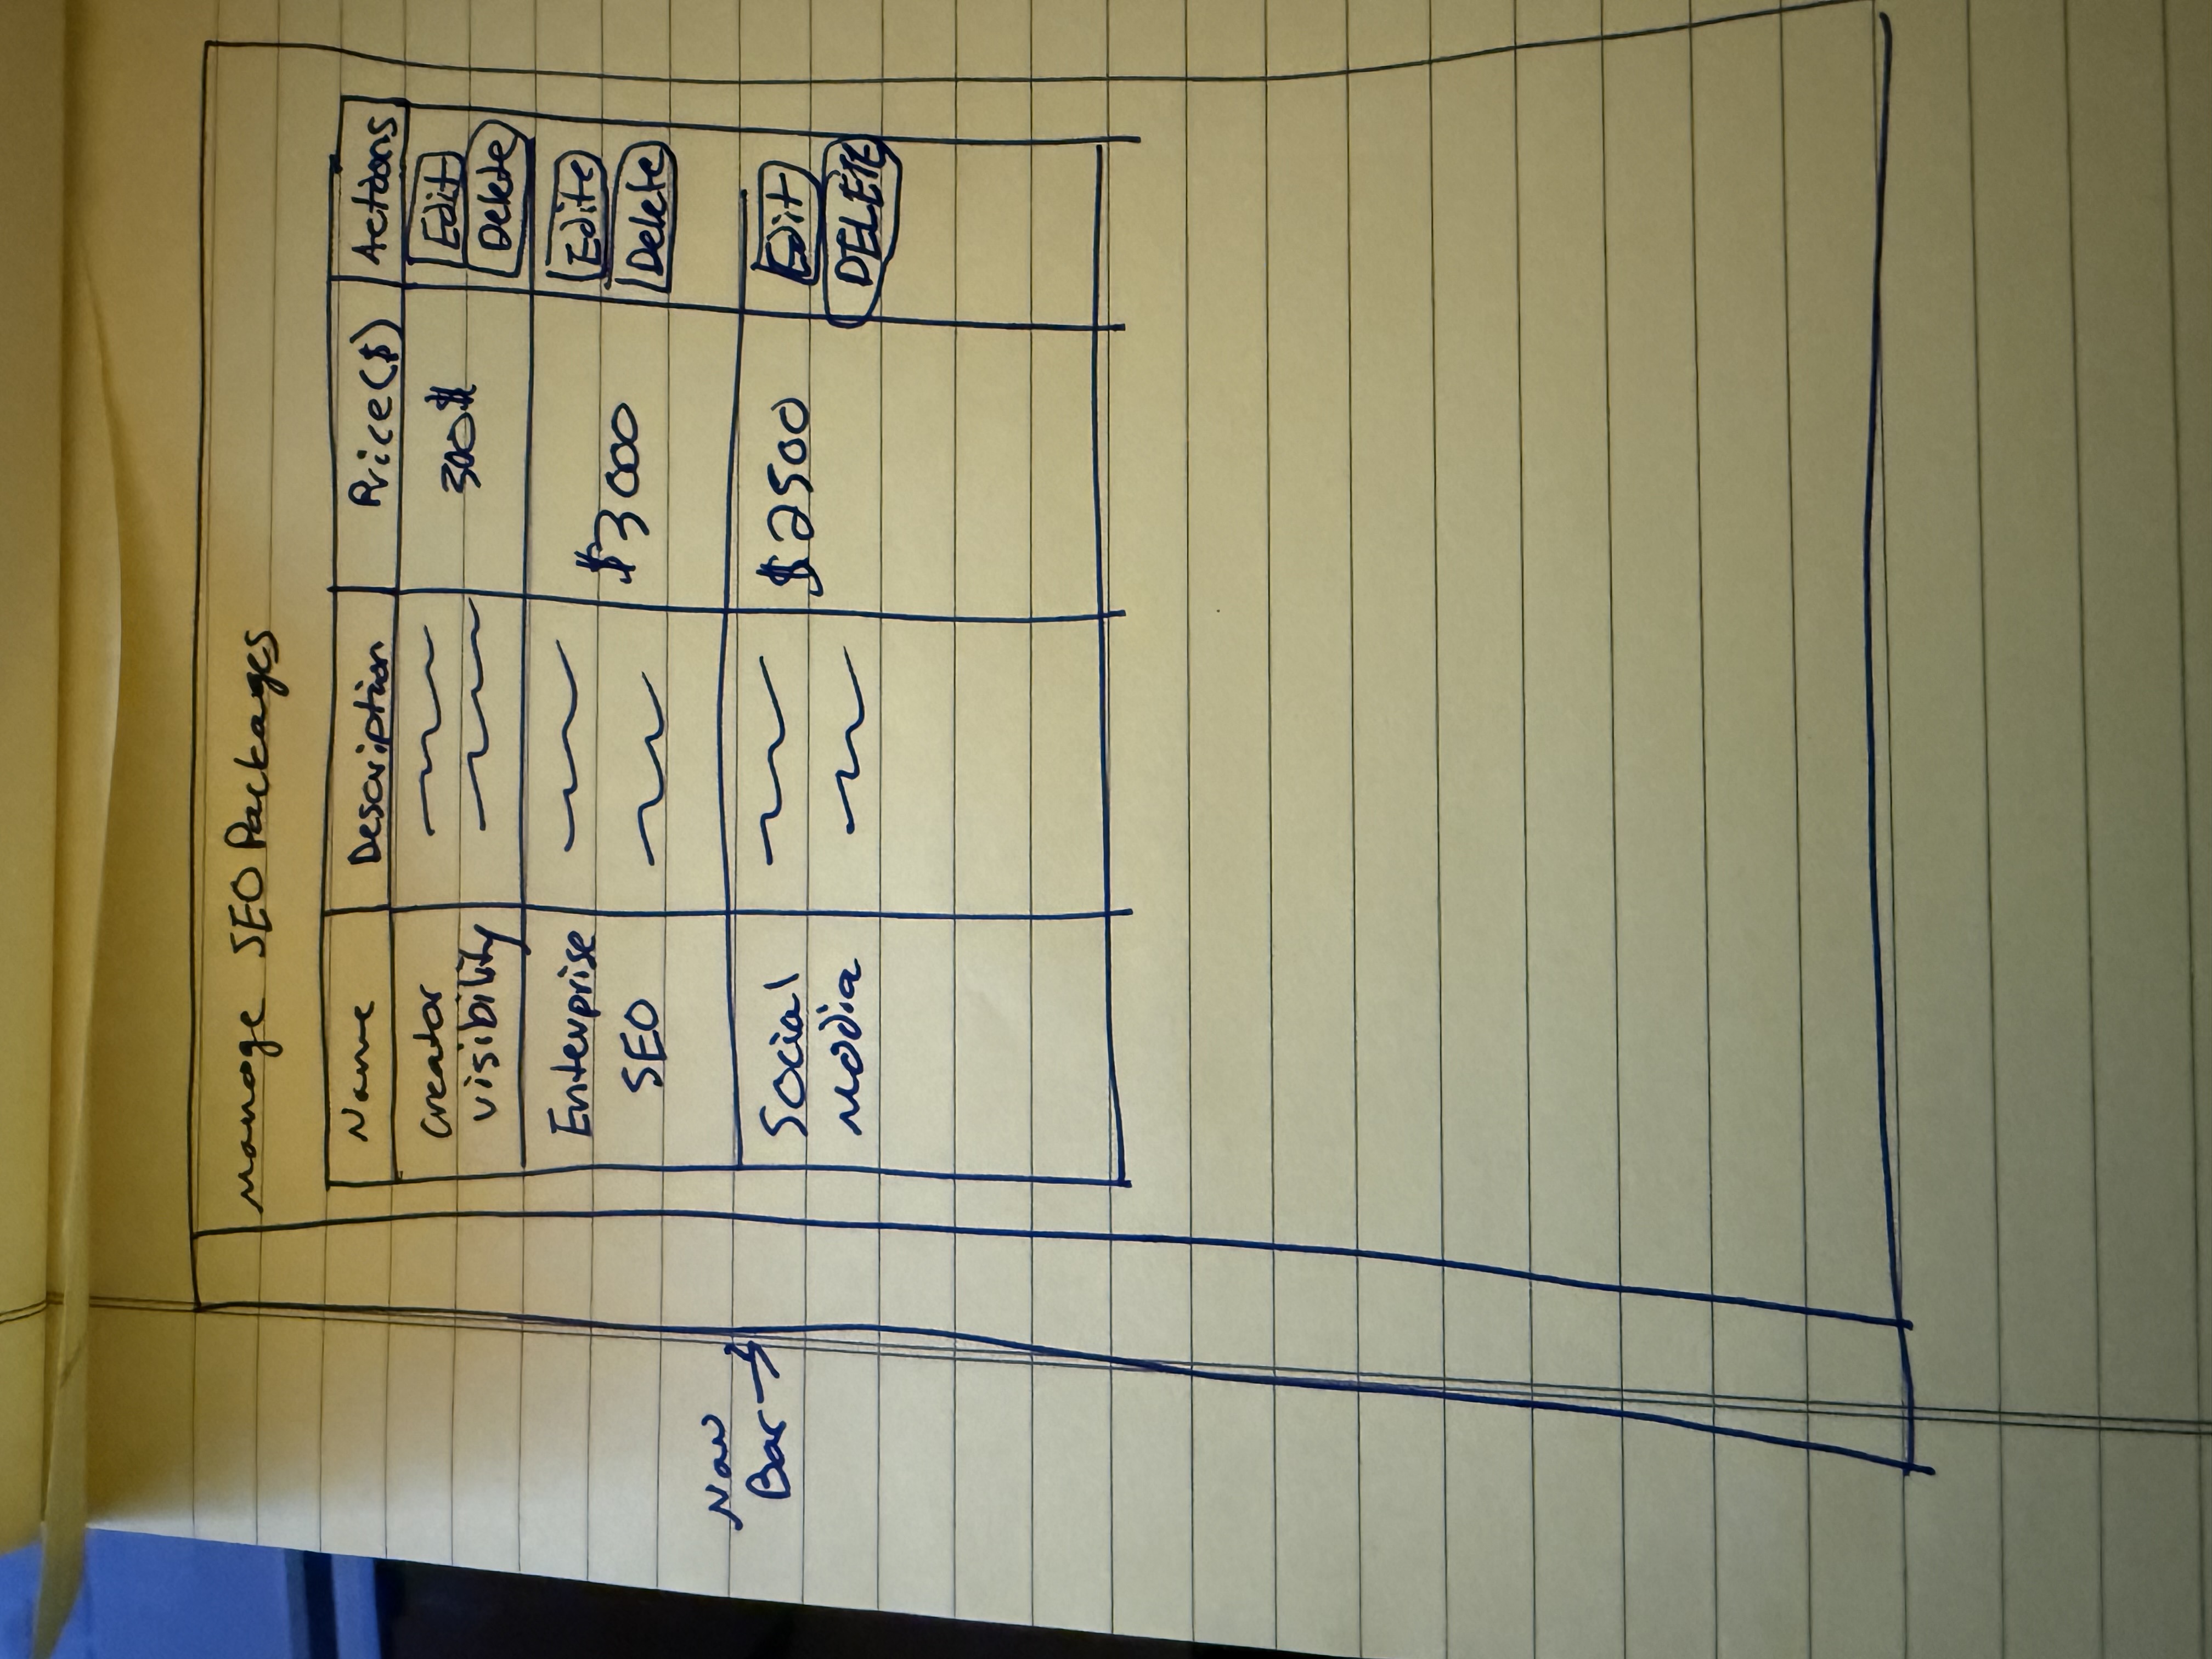 Manage SEO Packages
Name Description Price($) Actions
Creator
visibility
300$
Edit
Delete
Enterprise
SEO
$3000
Edite
Delete
Nav
Bar
Social
Media
$2500
Edit
DELETE